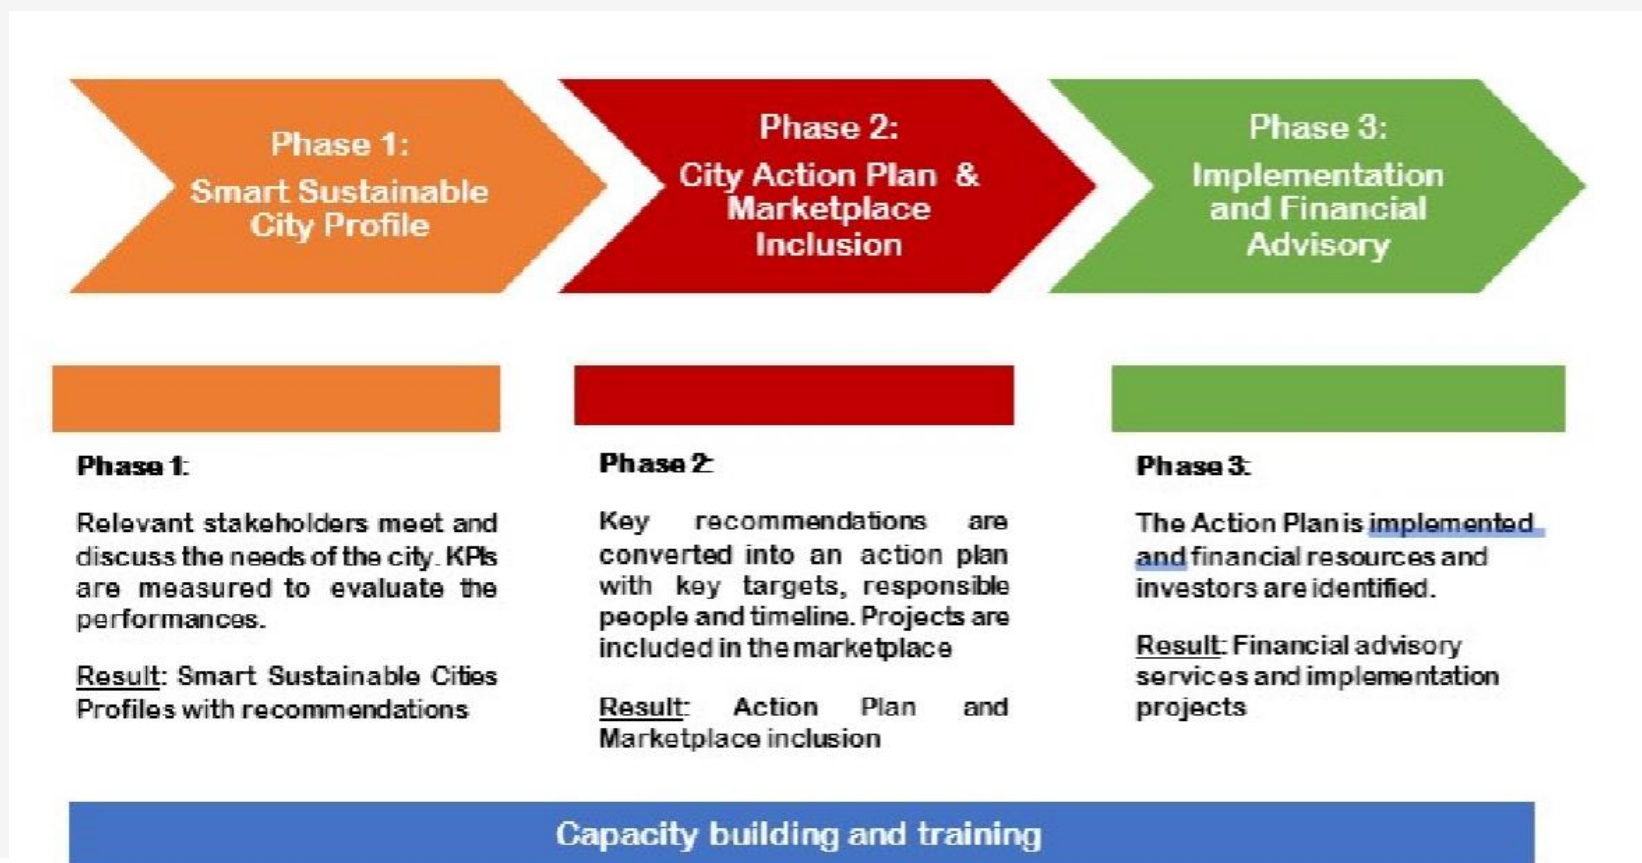 Phase 1:
Smart Sustainable
City Profile
Phase 2:
City Action Plan &
Marketplace
Inclusion
Phase 3:
Implementation
and Financial
Advisory
Phase 1:
Relevant stakeholders meet and
discuss the needs of the city. KPIs
are measured to evaluate the
performances.
Result: Smart Sustainable Cities
Profiles with recommendations
Phase 2:
Key recommendations are
converted into an action plan
with key targets, responsible
people and timeline. Projects are
included in the marketplace
Result: Action Plan and
Marketplace inclusion
Phase 3:
The Action Plan is implemented
and financial resources and
investors are identified.
Result: Financial advisory
services and implementation
projects
Capacity building and training